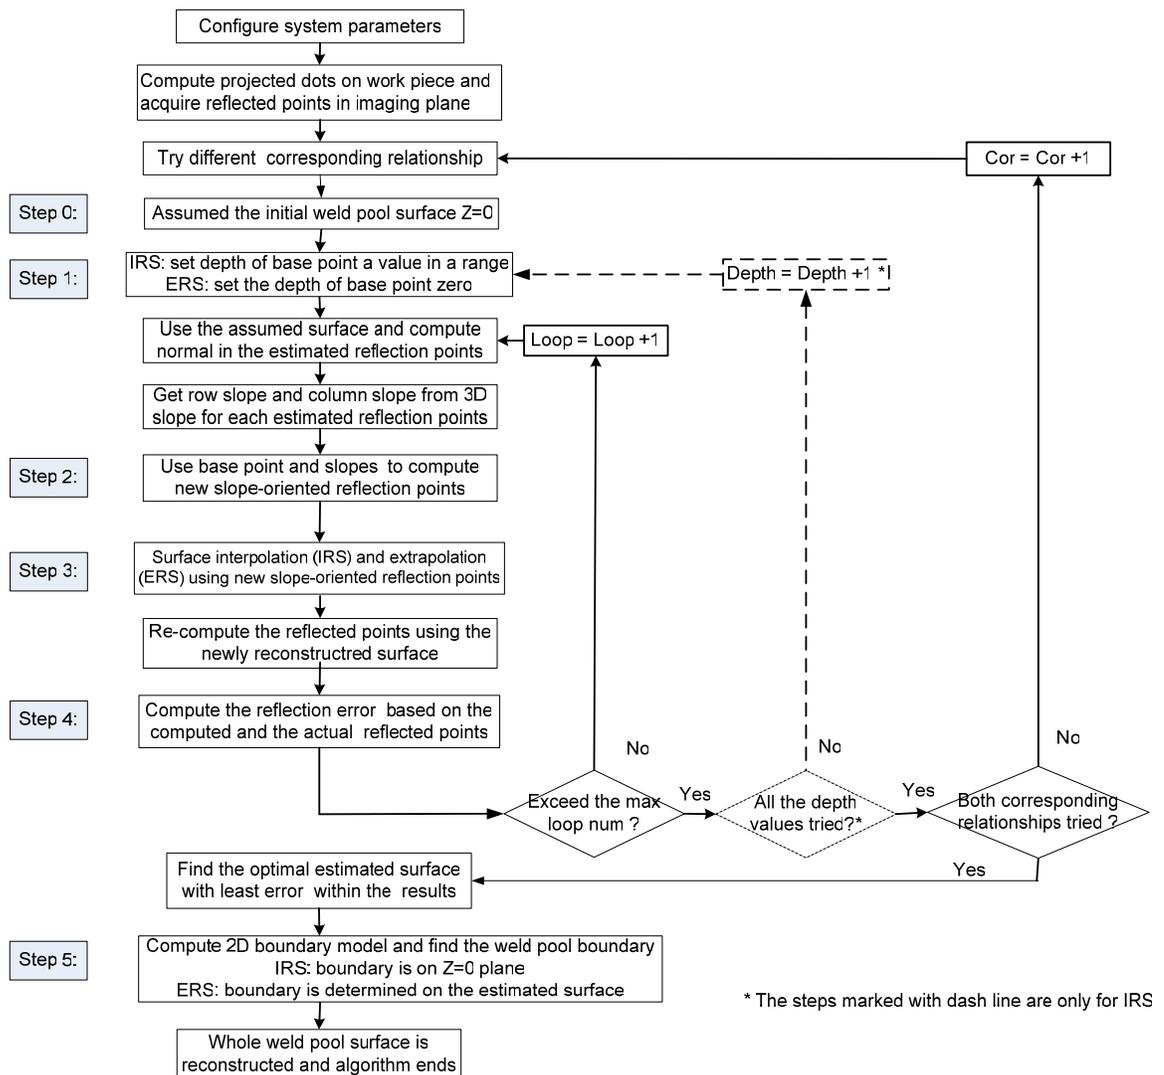 Configure system parameters
Compute projected dots on work piece and
acquire reflected points in imaging plane
Try different corresponding relationship
Cor = Cor +1
Step 0:
Assumed the initial weld pool surface Z=0
Step 1:
IRS: set depth of base point a value in a range
ERS: set the depth of base point zero
Depth = Depth +1 *
Use the assumed surface and compute
normal in the estimated reflection points
Loop = Loop +1
Get row slope and column slope from 3D
slope for each estimated reflection points
Step 2:
Use base point and slopes to compute
new slope-oriented reflection points
Step 3:
Surface interpolation (IRS) and extrapolation
(ERS) using new slope-oriented reflection points
Re-compute the reflected points using the
newly reconstructred surface
Step 4:
Compute the reflection error based on the
computed and the actual reflected points
No
No
No
Exceed the max
loop num ?
Yes
All the depth
values tried?*
Yes
Both corresponding
relationships tried ?
Yes
Find the optimal estimated surface
with least error within the results
Step 5:
Compute 2D boundary model and find the weld pool boundary
IRS: boundary is on Z=0 plane
ERS: boundary is determined on the estimated surface
* The steps marked with dash line are only for IRS
Whole weld pool surface is
reconstructed and algorithm ends